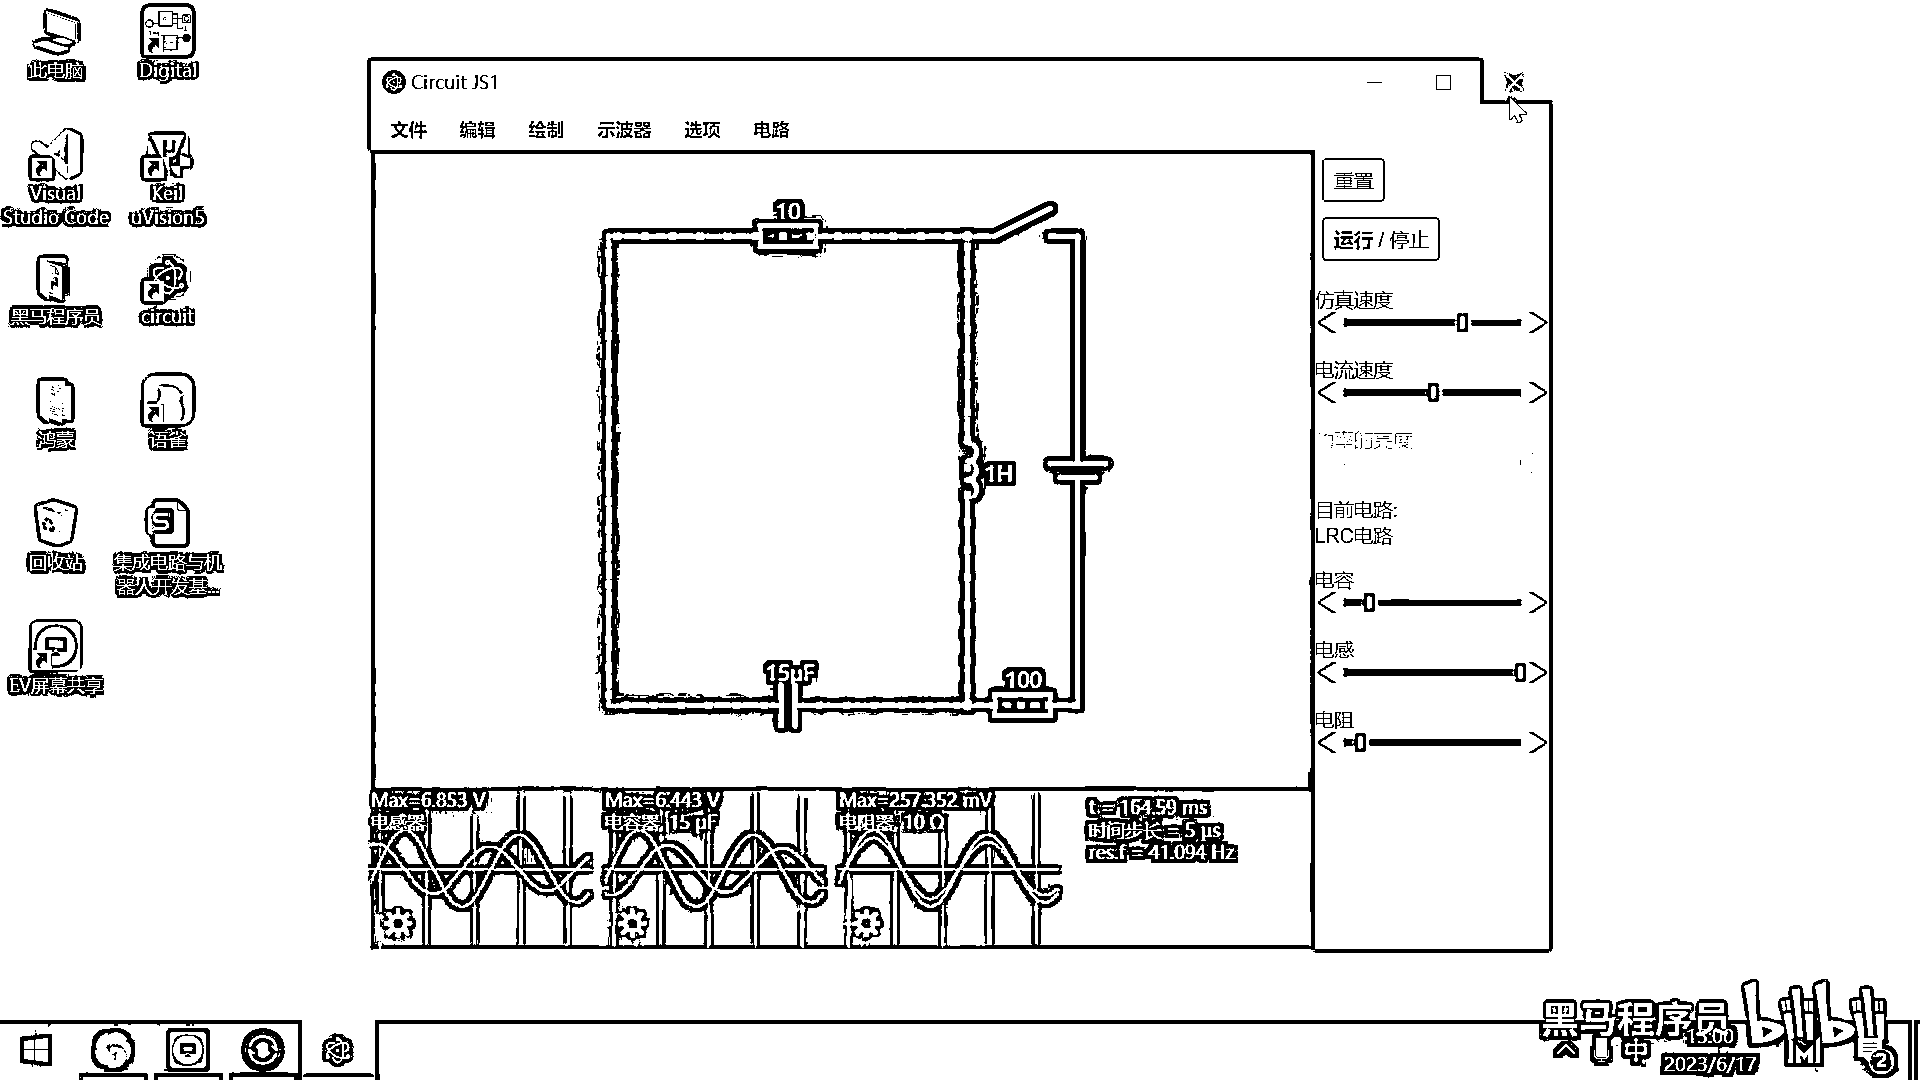 此电脑
Digital
Visual
Studio Code
Keil
uVision5
黑马程序员
circuit
鸿蒙
语雀
回收站
集成电路与机
器人开发基...
EV屏幕共享
Circuit JS1
文件 编辑 绘制 示波器 选项 电路
10
1H
15µF
100
重置
运行 / 停止
仿真速度
电流速度
目前电路:
LRC电路
电容
电感
电阻
Max=6.853 V
电感器
Max=6.443 V
电容器, 15 µF
Max=257.352 mV
电阻器, 10 Ω
t = 164.59 ms
时间步长 = 5 µs
res.f = 41.094 Hz
黑马程序员 bilibili
中
15:00
2023/6/17
2